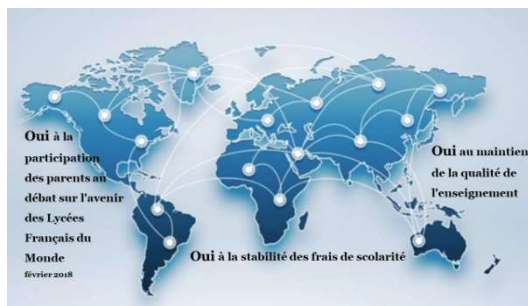 Oui à la
participation
des parents au
débat sur l'avenir
des Lycées
Français du
Monde
février 2018
Oui à la stabilité des frais de scolarité
Oui au maintien
de la qualité de
l'enseignement